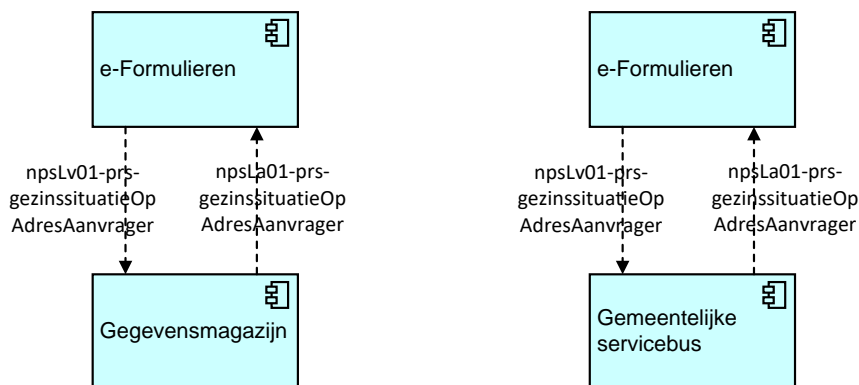 e-Formulieren
npsLv01-prs-
gezinssituatieOp
AdresAanvrager
npsLa01-prs-
gezinssituatieOp
AdresAanvrager
Gegevensmagazijn
e-Formulieren
npsLv01-prs-
gezinssituatieOp
AdresAanvrager
npsLa01-prs-
gezinssituatieOp
AdresAanvrager
Gemeentelijke
servicebus